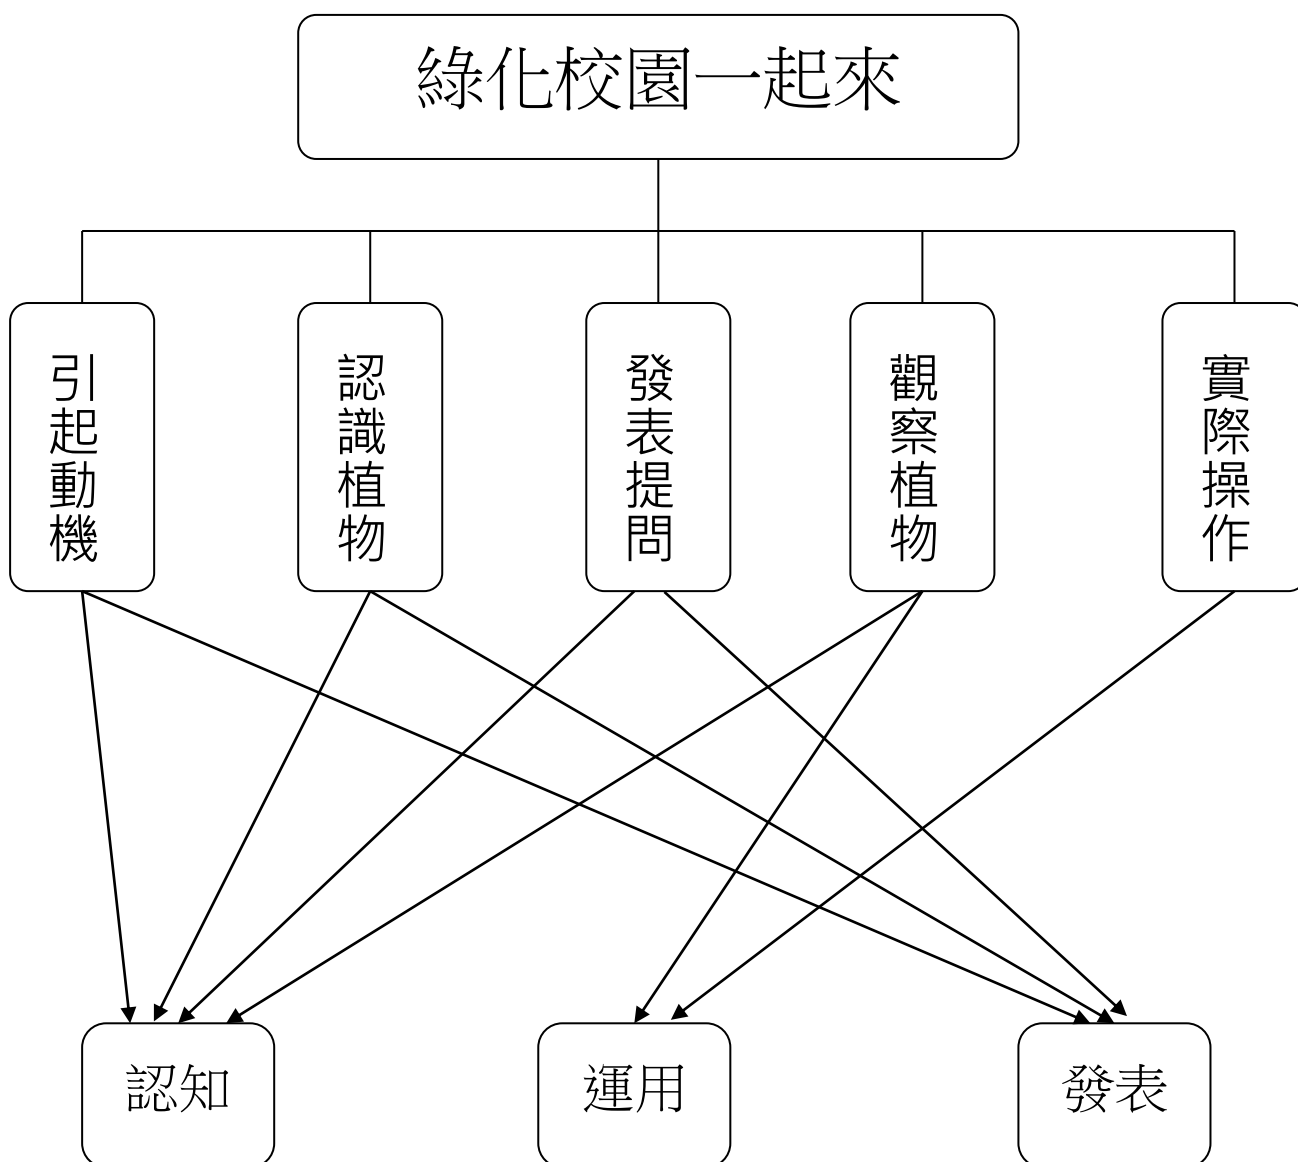 綠化校園一起來
引起動機
認識植物
發表提問
觀察植物
實際操作
認知
運用
發表